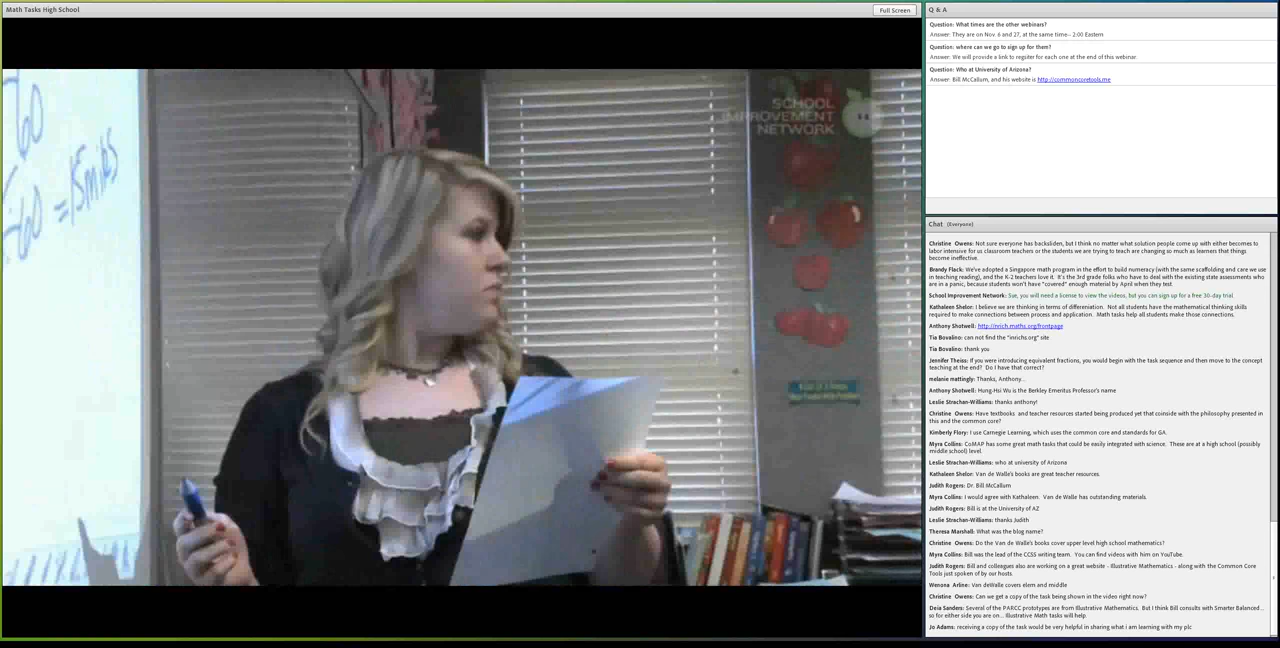 Math Tasks High School
Full Screen
=15miles
SCHOOL
IMPROVEMENT
NETWORK
Q & A
Question: What times are the other webinars?
Answer: They are on Nov. 6 and 27, at the same time-- 2:00 Eastern
Question: where can we go to sign up for them?
Answer: We will provide a link to register for each one at the end of this webinar.
Question: Who at University of Arizona?
Answer: Bill McCallum, and his website is http://commoncoretools.me
Chat (Everyone)
Christine Owens: Not sure everyone has backsliden, but I think no matter what solution people come up with either becomes to
labor intensive for us classroom teachers or the students we are trying to teach are changing so much as learners that things
become ineffective.
Brandy Flack: We've adopted a Singapore math program in the effort to build numeracy (with the same scaffolding and care we use
in teaching reading), and the K-2 teachers love it. It's the 3rd grade folks who have to deal with the existing state assessments who
are in a panic, because students won't have "covered" enough material by April when they test
School Improvement Network: Sue, you will need a license to view the videos, but you can sign up for a free 30-day trial
Kathaleen Shelor: I believe we are thinking in terms of differentiation. Not all students have the mathematical thinking skills
required to make connections between process and application. Math tasks help all students make those connections.
Anthony Shotwell: http://nrich.maths.org/frontpage
Tia Bovalino: can not find the "inrichs.org" site
Tia Bovalino: thank you
Jennifer Theiss: If you were introducing equivalent fractions, you would begin with the task sequence and then move to the concept
teaching at the end? Do I have that correct?
melanie mattingly: Thanks, Anthony...
Anthony Shotwell: Hung-Hsi Wu is the Berkley Emeritus Professor's name
Leslie Strachan-Williams: thanks anthony!
Christine Owens: Have textbooks and teacher resources started being produced yet that coinside with the philosophy presented in
this and the common core?
Kimberly Flory: I use Carnegie Learning, which uses the common core and standards for GA.
Myra Collins: CoMAP has some great math tasks that could be easily integrated with science. These are at a high school (possibly
middle school) level.
Leslie Strachan-Williams: who at university of Arizona
Kathaleen Shelor: Van de Walle's books are great teacher resources.
Judith Rogers: Dr. Bill McCallum
Myra Collins: I would agree with Kathaleen. Van de Walle has outstanding materials.
Judith Rogers: Bill is at the University of AZ
Leslie Strachan-Williams: thanks Judith
Theresa Marshall: What was the blog name?
Christine Owens: Do the Van de Walle's books cover upper level high school mathematics?
Myra Collins: Bill was the lead of the CCSS writing team. You can find videos with him on YouTube.
Judith Rogers: Bill and colleagues also are working on a great website - Illustrative Mathematics - along with the Common Core
Tools just spoken of by our hosts.
Wenona Arline: Van deWalle covers elem and middle
Christine Owens: Can we get a copy of the task being shown in the video right now?
Deia Sanders: Several of the PARCC prototypes are from Illustrative Mathematics. But I think Bill consults with Smarter Balanced...
so for either side you are on... Illustrative Math tasks will help.
Jo Adams: receiving a copy of the task would be very helpful in sharing what i am learning with my plc